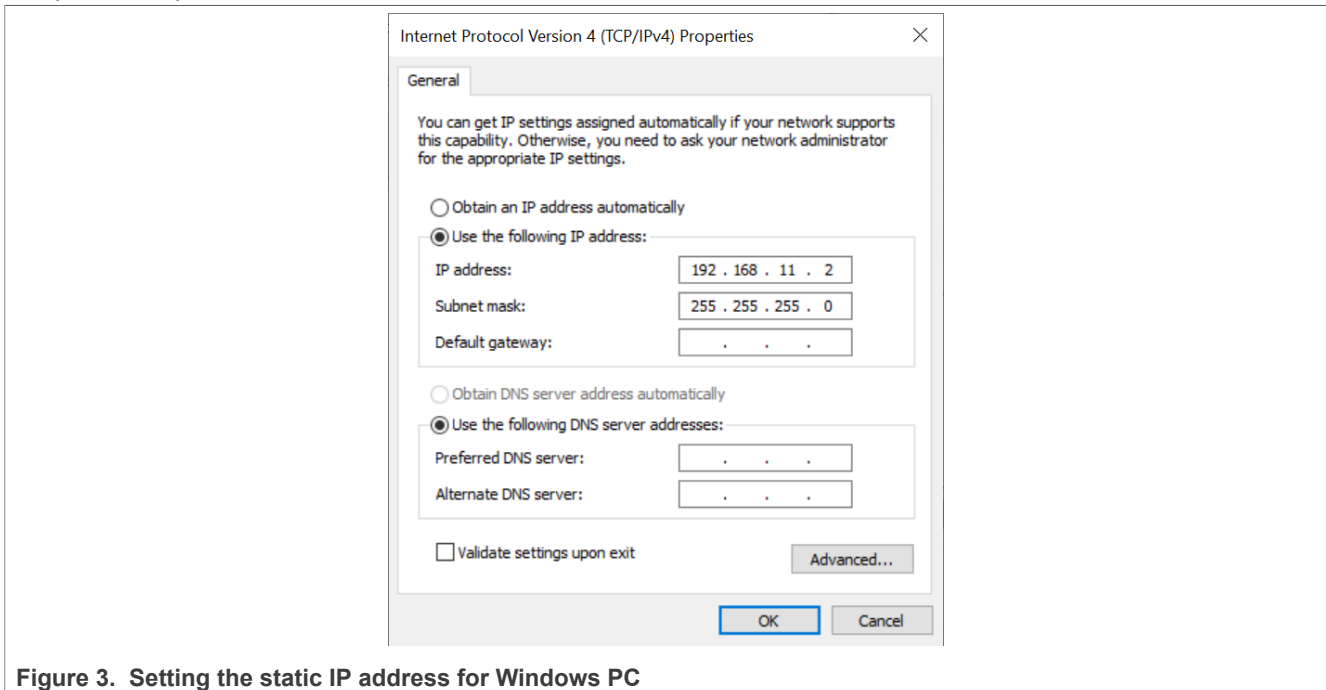 Internet Protocol Version 4 (TCP/IPv4) Properties
General
You can get IP settings assigned automatically if your network supports
this capability. Otherwise, you need to ask your network administrator
for the appropriate IP settings.
Obtain an IP address automatically
Use the following IP address:
IP address: 192 . 168 . 11 . 2
Subnet mask: 255 . 255 . 255 . 0
Default gateway: . . .
Obtain DNS server address automatically
Use the following DNS server addresses:
Preferred DNS server: . . .
Alternate DNS server: . . .
Validate settings upon exit
Advanced...
OK Cancel
Figure 3. Setting the static IP address for Windows PC